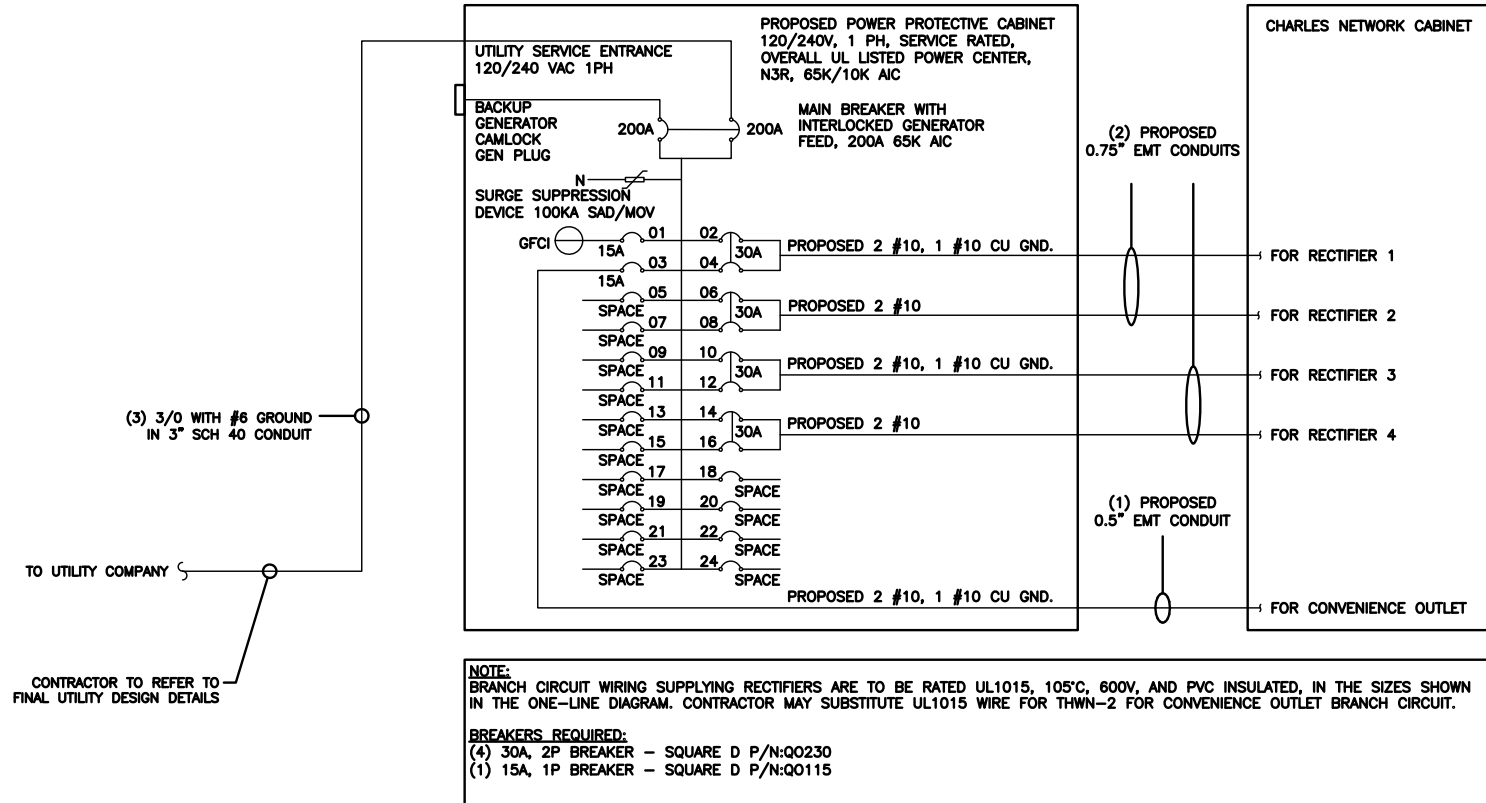 UTILITY SERVICE ENTRANCE
120/240 VAC 1PH
PROPOSED POWER PROTECTIVE CABINET
120/240V, 1 PH, SERVICE RATED,
OVERALL UL LISTED POWER CENTER,
N3R, 65K/10K AIC
CHARLES NETWORK CABINET
BACKUP
GENERATOR
CAMLOCK
GEN PLUG
200A
200A
MAIN BREAKER WITH
INTERLOCKED GENERATOR
FEED, 200A 65K AIC
(2) PROPOSED
0.75" EMT CONDUITS
N
SURGE SUPPRESSION
DEVICE 100KA SAD/MOV
GFCI
15A
01
02
30A
PROPOSED 2 #10, 1 #10 CU GND.
FOR RECTIFIER 1
15A
03
04
SPACE
05
06
30A
PROPOSED 2 #10
FOR RECTIFIER 2
SPACE
07
08
SPACE
09
10
30A
PROPOSED 2 #10, 1 #10 CU GND.
FOR RECTIFIER 3
SPACE
11
12
SPACE
13
14
30A
PROPOSED 2 #10
FOR RECTIFIER 4
SPACE
15
16
SPACE
17
18
SPACE
SPACE
19
20
SPACE
SPACE
21
22
SPACE
SPACE
23
24
SPACE
(3) 3/0 WITH #6 GROUND
IN 3" SCH 40 CONDUIT
(1) PROPOSED
0.5" EMT CONDUIT
TO UTILITY COMPANY
PROPOSED 2 #10, 1 #10 CU GND.
FOR CONVENIENCE OUTLET
CONTRACTOR TO REFER TO
FINAL UTILITY DESIGN DETAILS
NOTE:
BRANCH CIRCUIT WIRING SUPPLYING RECTIFIERS ARE TO BE RATED UL1015, 105°C, 600V, AND PVC INSULATED, IN THE SIZES SHOWN
IN THE ONE-LINE DIAGRAM. CONTRACTOR MAY SUBSTITUTE UL1015 WIRE FOR THWN-2 FOR CONVENIENCE OUTLET BRANCH CIRCUIT.
BREAKERS REQUIRED:
(4) 30A, 2P BREAKER - SQUARE D P/N:QO230
(1) 15A, 1P BREAKER - SQUARE D P/N:QO115